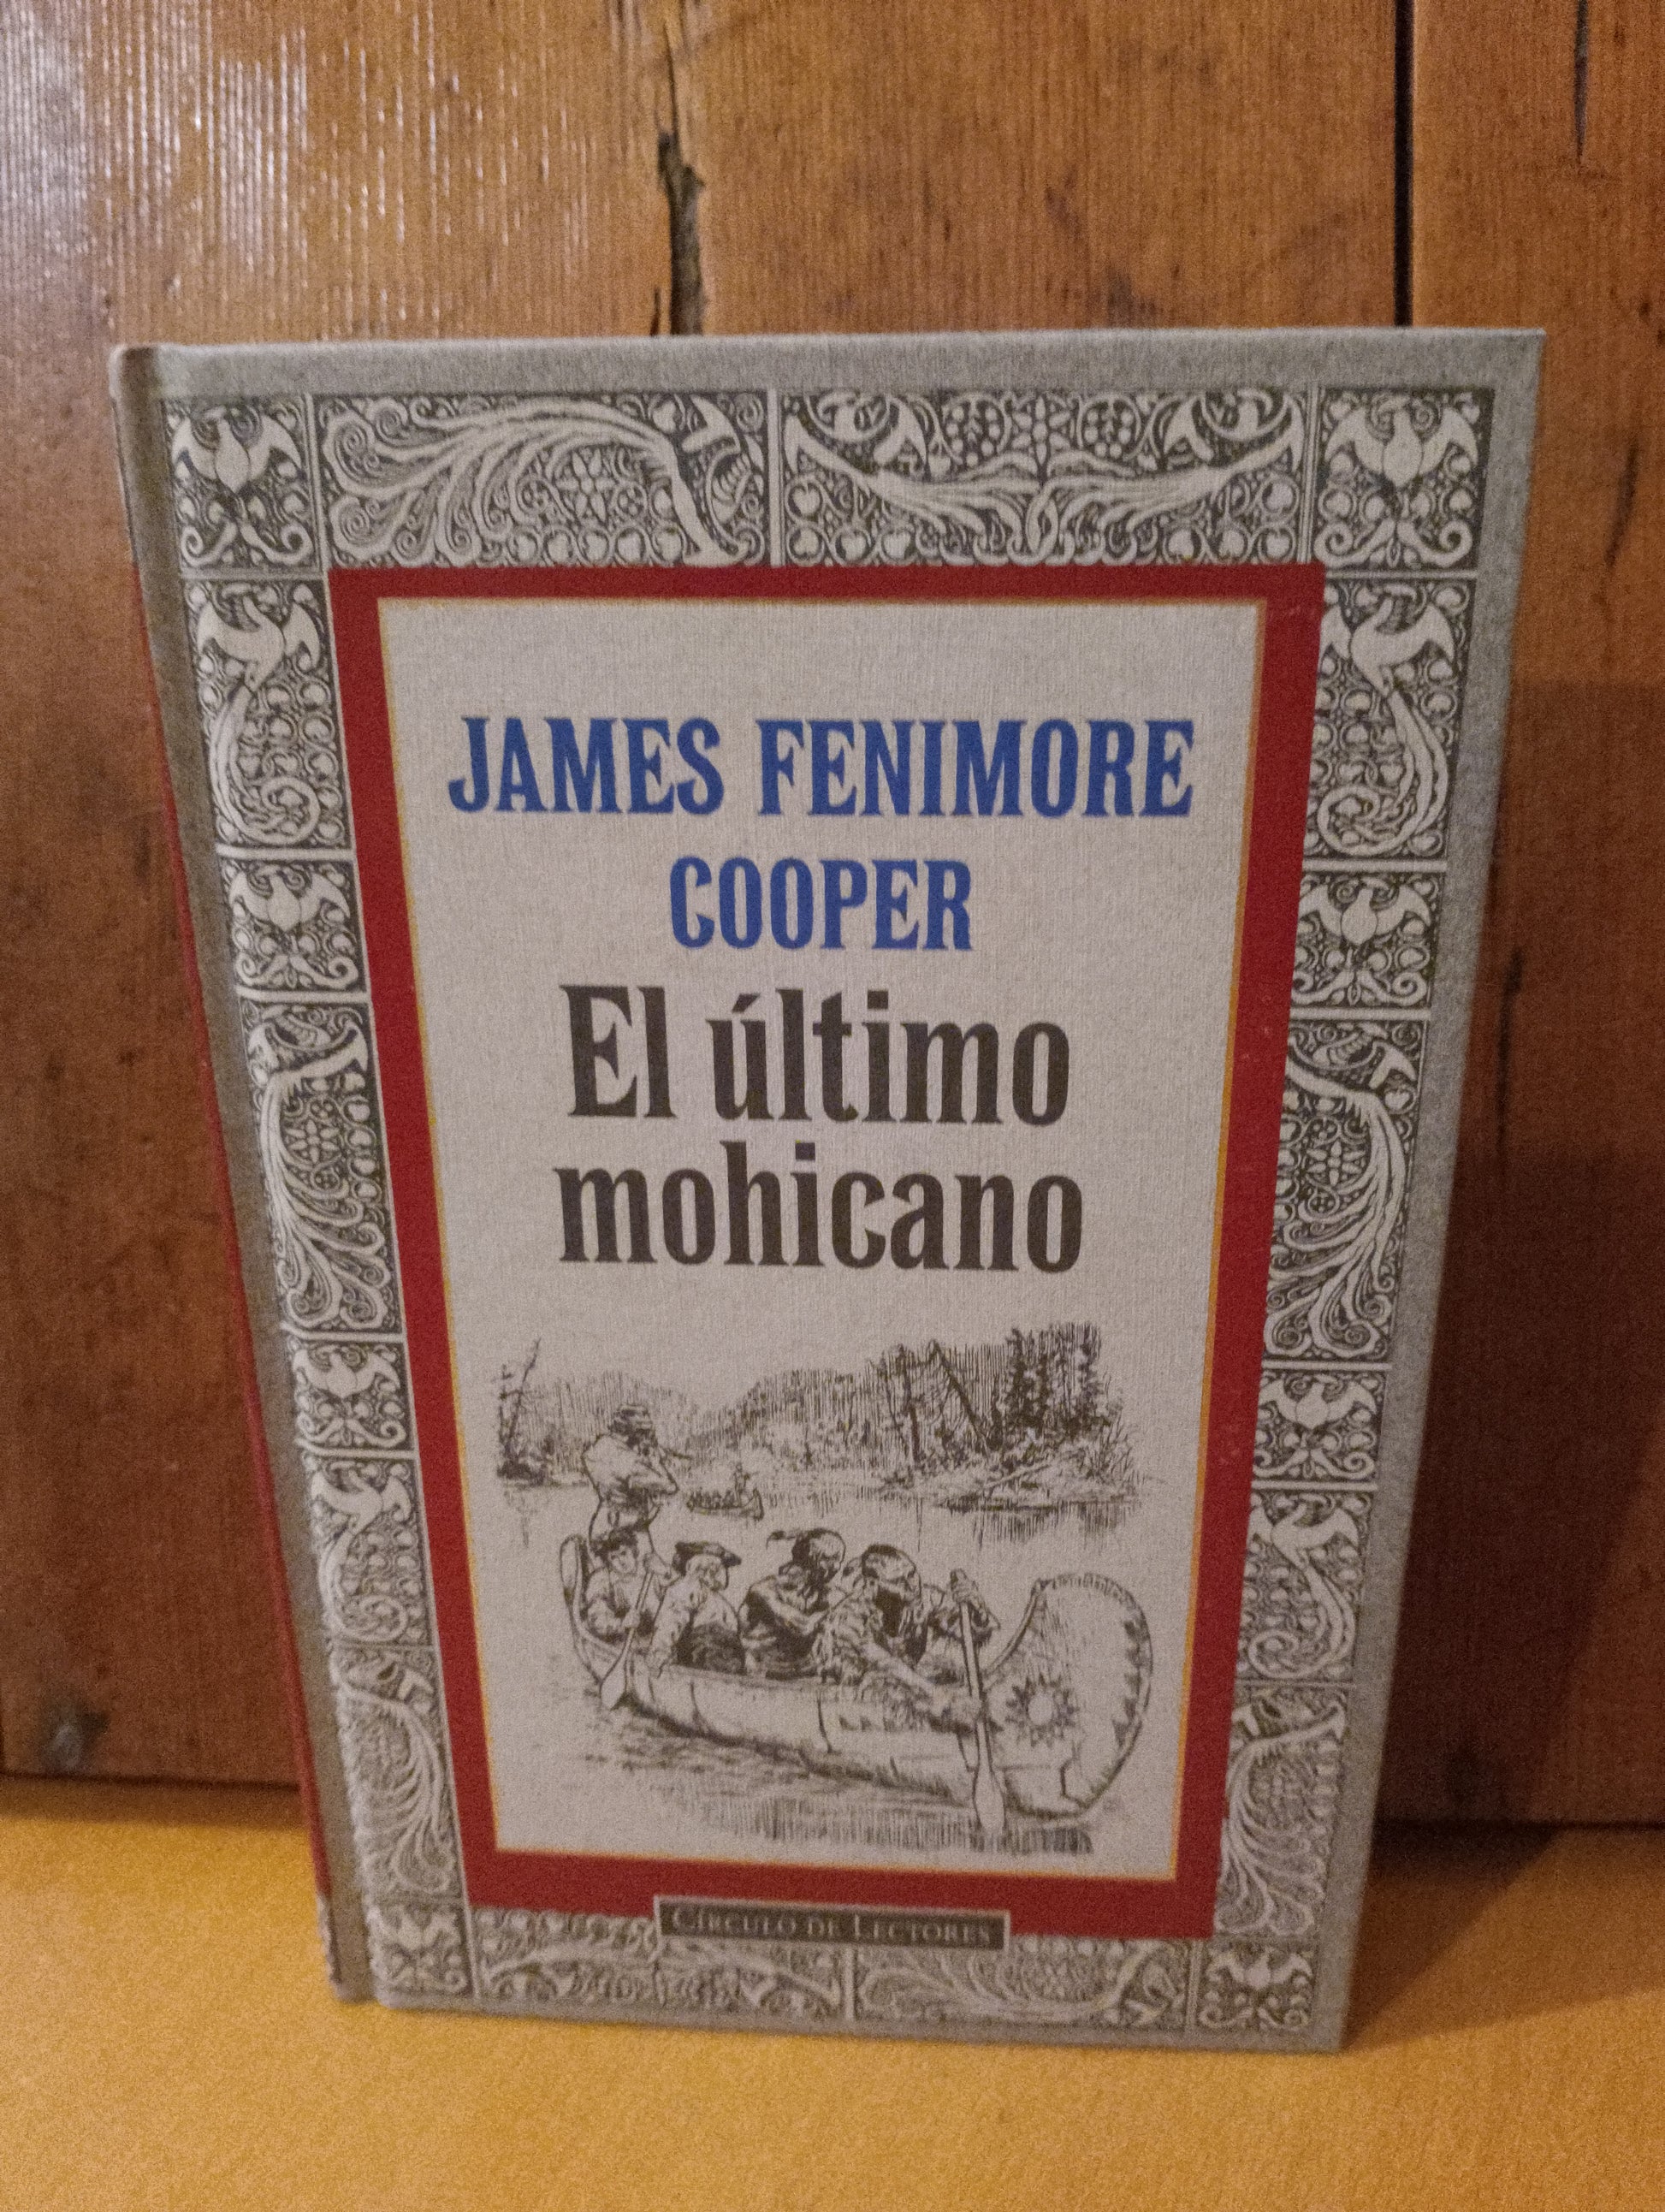 JAMES FENIMORE
COOPER
El último
mohicano
CÍRCULO DE LECTORES